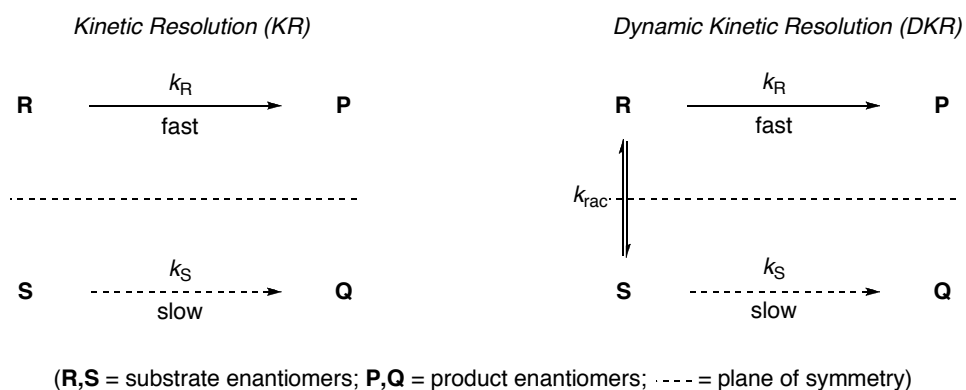 Kinetic Resolution (KR)
Dynamic Kinetic Resolution (DKR)
R
kR
fast
P
S
kS
slow
Q
R
kR
fast
P
krac
S
kS
slow
Q
(R,S = substrate enantiomers; P,Q = product enantiomers; ---- = plane of symmetry)